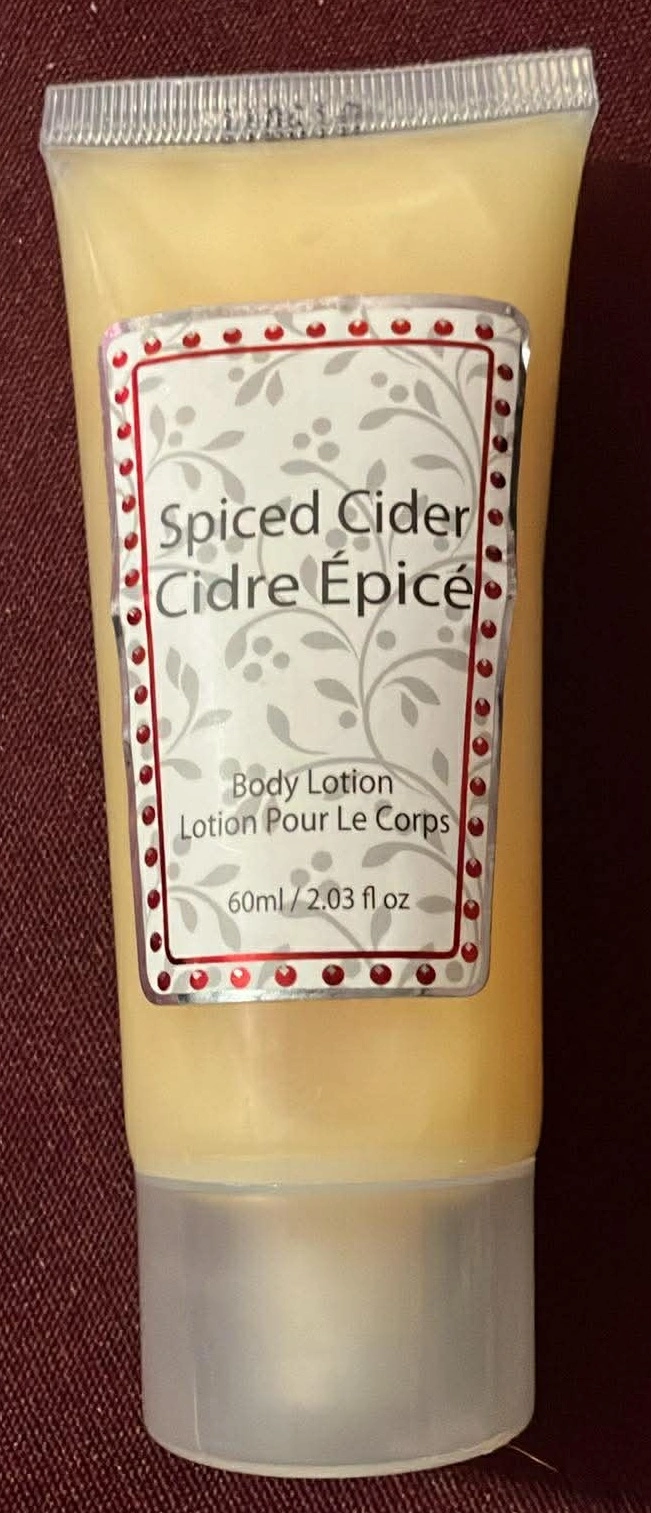 Spiced Cider
Cidre Épicé
Body Lotion
Lotion Pour Le Corps
60ml / 2.03 fl oz